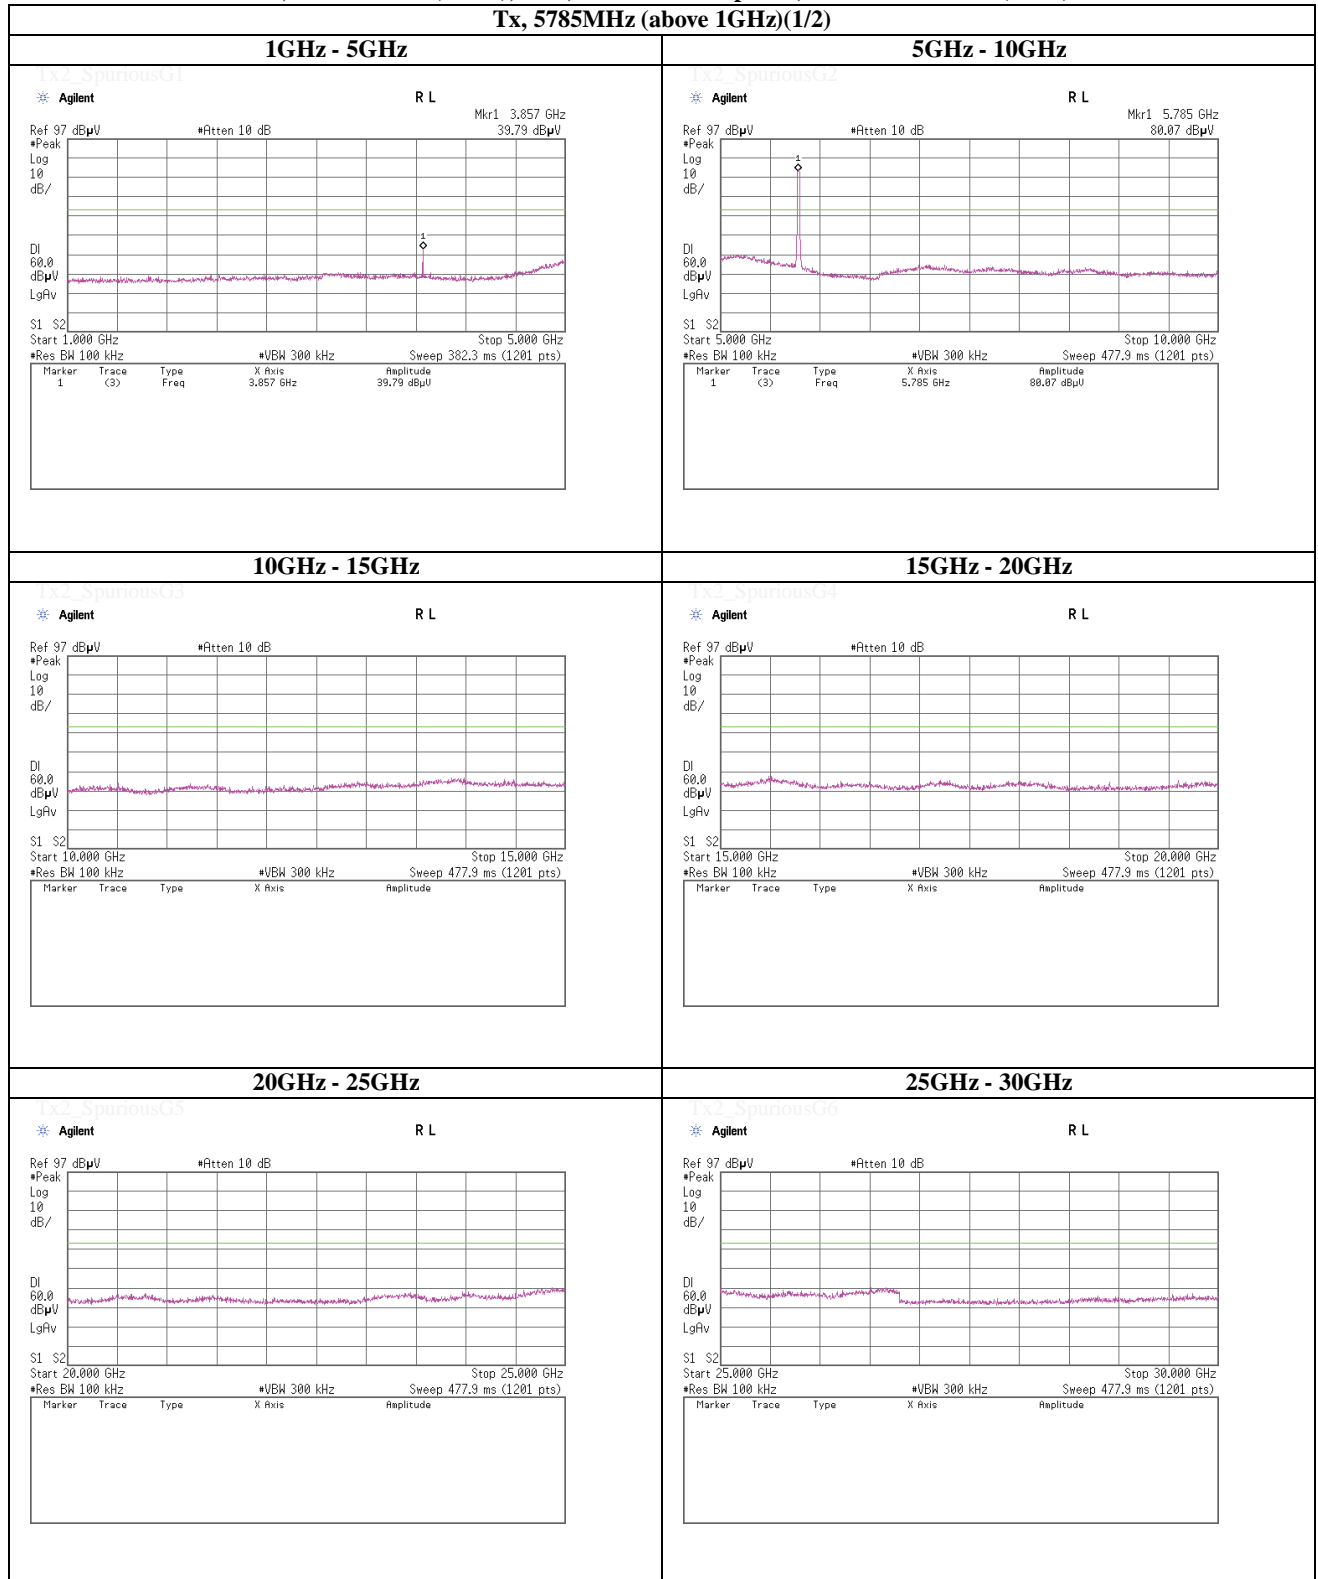 Tx, 5785MHz (above 1GHz)(1/2)
1GHz - 5GHz
5GHz - 10GHz
Tx2_SpuriousG1
Agilent
R L
Mkr1 3.857 GHz
Ref 97 dBµV
#Atten 10 dB
39.79 dBµV
#Peak
Log
10
dB/
1
DI
60.0
dBµV
LgAv
S1 S2
Start 1.000 GHz
Stop 5.000 GHz
#Res BW 100 kHz
#VBW 300 kHz
Sweep 382.3 ms (1201 pts)
Marker Trace Type X Axis Amplitude
1 (3) Freq 3.857 GHz 39.79 dBµV
Tx2_SpuriousG2
Agilent
R L
Mkr1 5.785 GHz
Ref 97 dBµV
#Atten 10 dB
80.07 dBµV
#Peak
Log
10
dB/
1
DI
60.0
dBµV
LgAv
S1 S2
Start 5.000 GHz
Stop 10.000 GHz
#Res BW 100 kHz
#VBW 300 kHz
Sweep 477.9 ms (1201 pts)
Marker Trace Type X Axis Amplitude
1 (3) Freq 5.785 GHz 80.07 dBµV
10GHz - 15GHz
15GHz - 20GHz
Tx2_SpuriousG3
Agilent
R L
Ref 97 dBµV
#Atten 10 dB
#Peak
Log
10
dB/
DI
60.0
dBµV
LgAv
S1 S2
Start 10.000 GHz
Stop 15.000 GHz
#Res BW 100 kHz
#VBW 300 kHz
Sweep 477.9 ms (1201 pts)
Marker Trace Type X Axis Amplitude
Tx2_SpuriousG4
Agilent
R L
Ref 97 dBµV
#Atten 10 dB
#Peak
Log
10
dB/
DI
60.0
dBµV
LgAv
S1 S2
Start 15.000 GHz
Stop 20.000 GHz
#Res BW 100 kHz
#VBW 300 kHz
Sweep 477.9 ms (1201 pts)
Marker Trace Type X Axis Amplitude
20GHz - 25GHz
25GHz - 30GHz
Tx2_SpuriousG5
Agilent
R L
Ref 97 dBµV
#Atten 10 dB
#Peak
Log
10
dB/
DI
60.0
dBµV
LgAv
S1 S2
Start 20.000 GHz
Stop 25.000 GHz
#Res BW 100 kHz
#VBW 300 kHz
Sweep 477.9 ms (1201 pts)
Marker Trace Type X Axis Amplitude
Tx2_SpuriousG6
Agilent
R L
Ref 97 dBµV
#Atten 10 dB
#Peak
Log
10
dB/
DI
60.0
dBµV
LgAv
S1 S2
Start 25.000 GHz
Stop 30.000 GHz
#Res BW 100 kHz
#VBW 300 kHz
Sweep 477.9 ms (1201 pts)
Marker Trace Type X Axis Amplitude